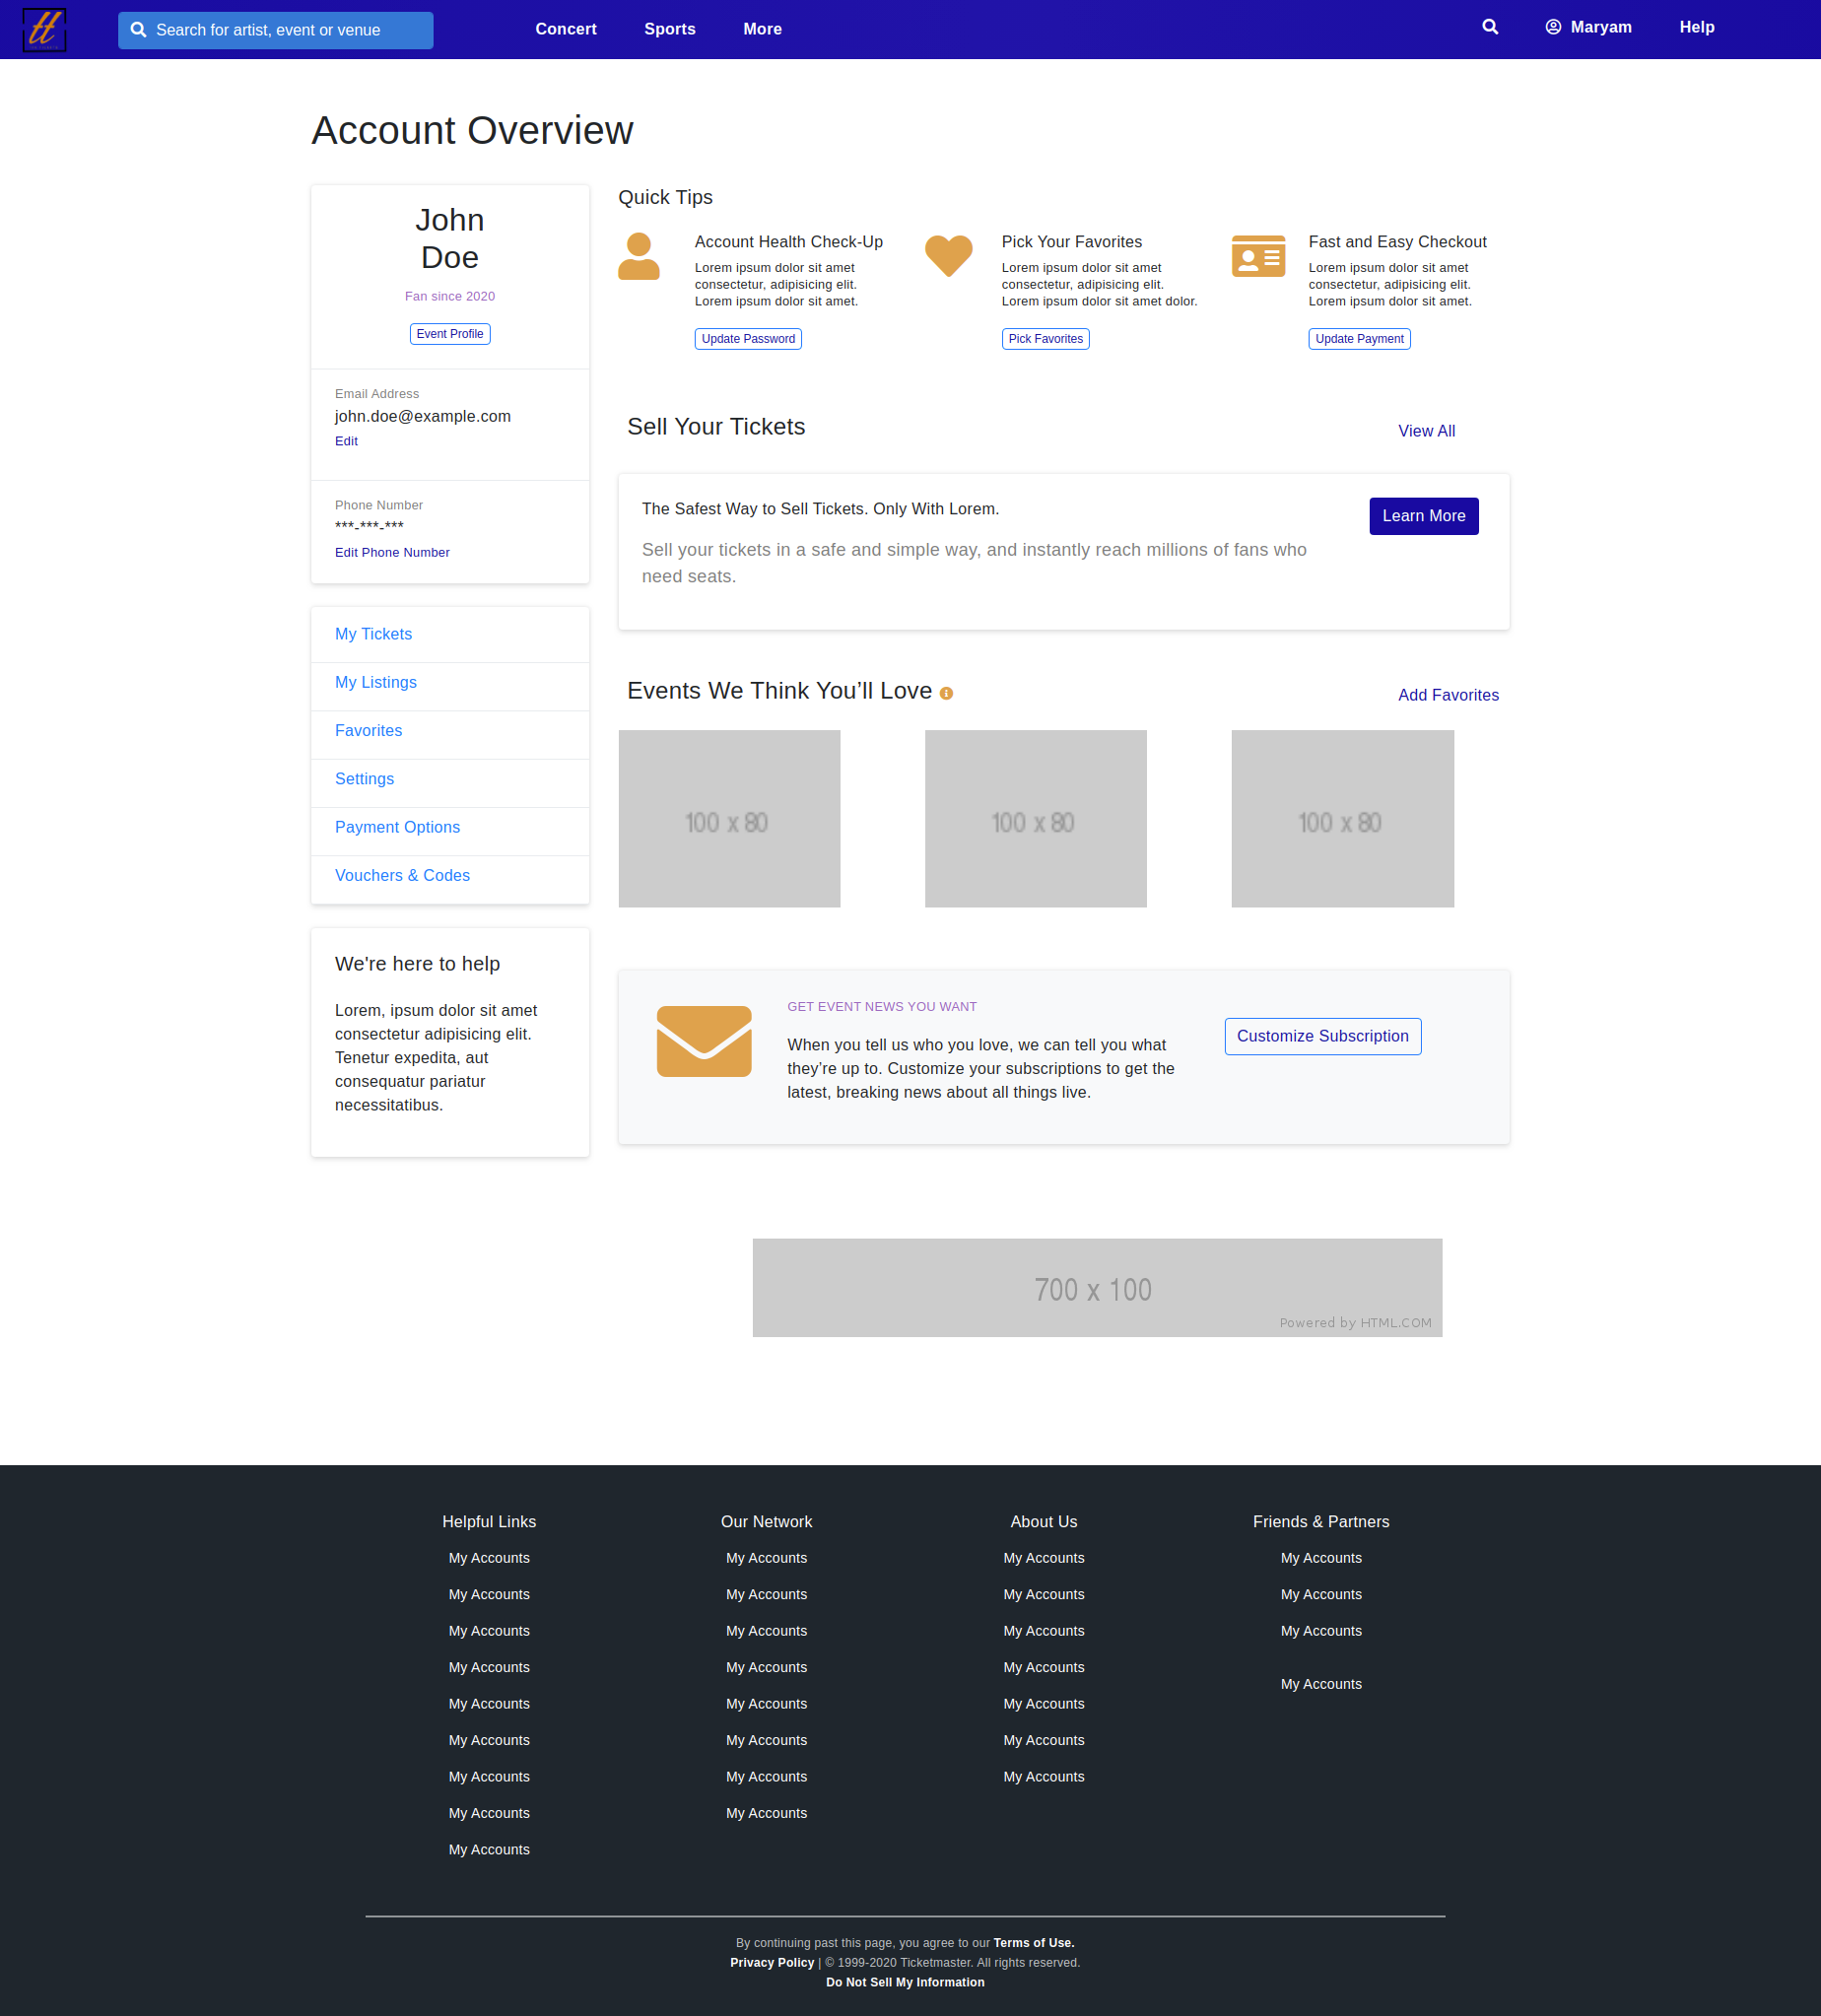 tt
Search for artist, event or venue
Concert
Sports
More
Maryam
Help
Account Overview
John
Doe
Fan since 2020
Event Profile
Email Address
john.doe@example.com
Edit
Phone Number
***-***-***
Edit Phone Number
My Tickets
My Listings
Favorites
Settings
Payment Options
Vouchers & Codes
We're here to help
Lorem, ipsum dolor sit amet
consectetur adipisicing elit.
Tenetur expedita, aut
consequatur pariatur
necessitatibus.
Quick Tips
Account Health Check-Up
Lorem ipsum dolor sit amet
consectetur, adipisicing elit.
Lorem ipsum dolor sit amet.
Update Password
Pick Your Favorites
Lorem ipsum dolor sit amet
consectetur, adipisicing elit.
Lorem ipsum dolor sit amet dolor.
Pick Favorites
Fast and Easy Checkout
Lorem ipsum dolor sit amet
consectetur, adipisicing elit.
Lorem ipsum dolor sit amet.
Update Payment
Sell Your Tickets
View All
The Safest Way to Sell Tickets. Only With Lorem.
Learn More
Sell your tickets in a safe and simple way, and instantly reach millions of fans who
need seats.
Events We Think You’ll Love
Add Favorites
100 x 80
100 x 80
100 x 80
GET EVENT NEWS YOU WANT
When you tell us who you love, we can tell you what
they’re up to. Customize your subscriptions to get the
latest, breaking news about all things live.
Customize Subscription
700 x 100
Powered by HTML.COM
Helpful Links
My Accounts
My Accounts
My Accounts
My Accounts
My Accounts
My Accounts
My Accounts
My Accounts
My Accounts
Our Network
My Accounts
My Accounts
My Accounts
My Accounts
My Accounts
My Accounts
My Accounts
My Accounts
About Us
My Accounts
My Accounts
My Accounts
My Accounts
My Accounts
My Accounts
My Accounts
Friends & Partners
My Accounts
My Accounts
My Accounts
My Accounts
By continuing past this page, you agree to our Terms of Use.
Privacy Policy | © 1999-2020 Ticketmaster. All rights reserved.
Do Not Sell My Information